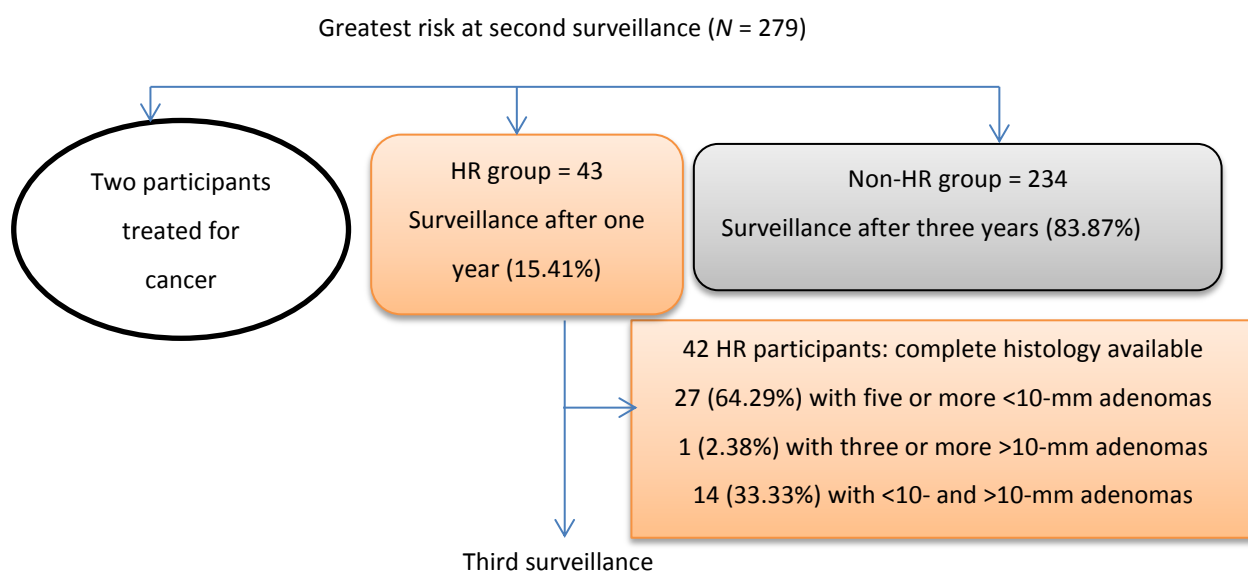 Greatest risk at second surveillance (N = 279)
Two participants
treated for
cancer
HR group = 43
Surveillance after one
year (15.41%)
Non-HR group = 234
Surveillance after three years (83.87%)
42 HR participants: complete histology available
27 (64.29%) with five or more <10-mm adenomas
1 (2.38%) with three or more >10-mm adenomas
14 (33.33%) with <10- and >10-mm adenomas
Third surveillance